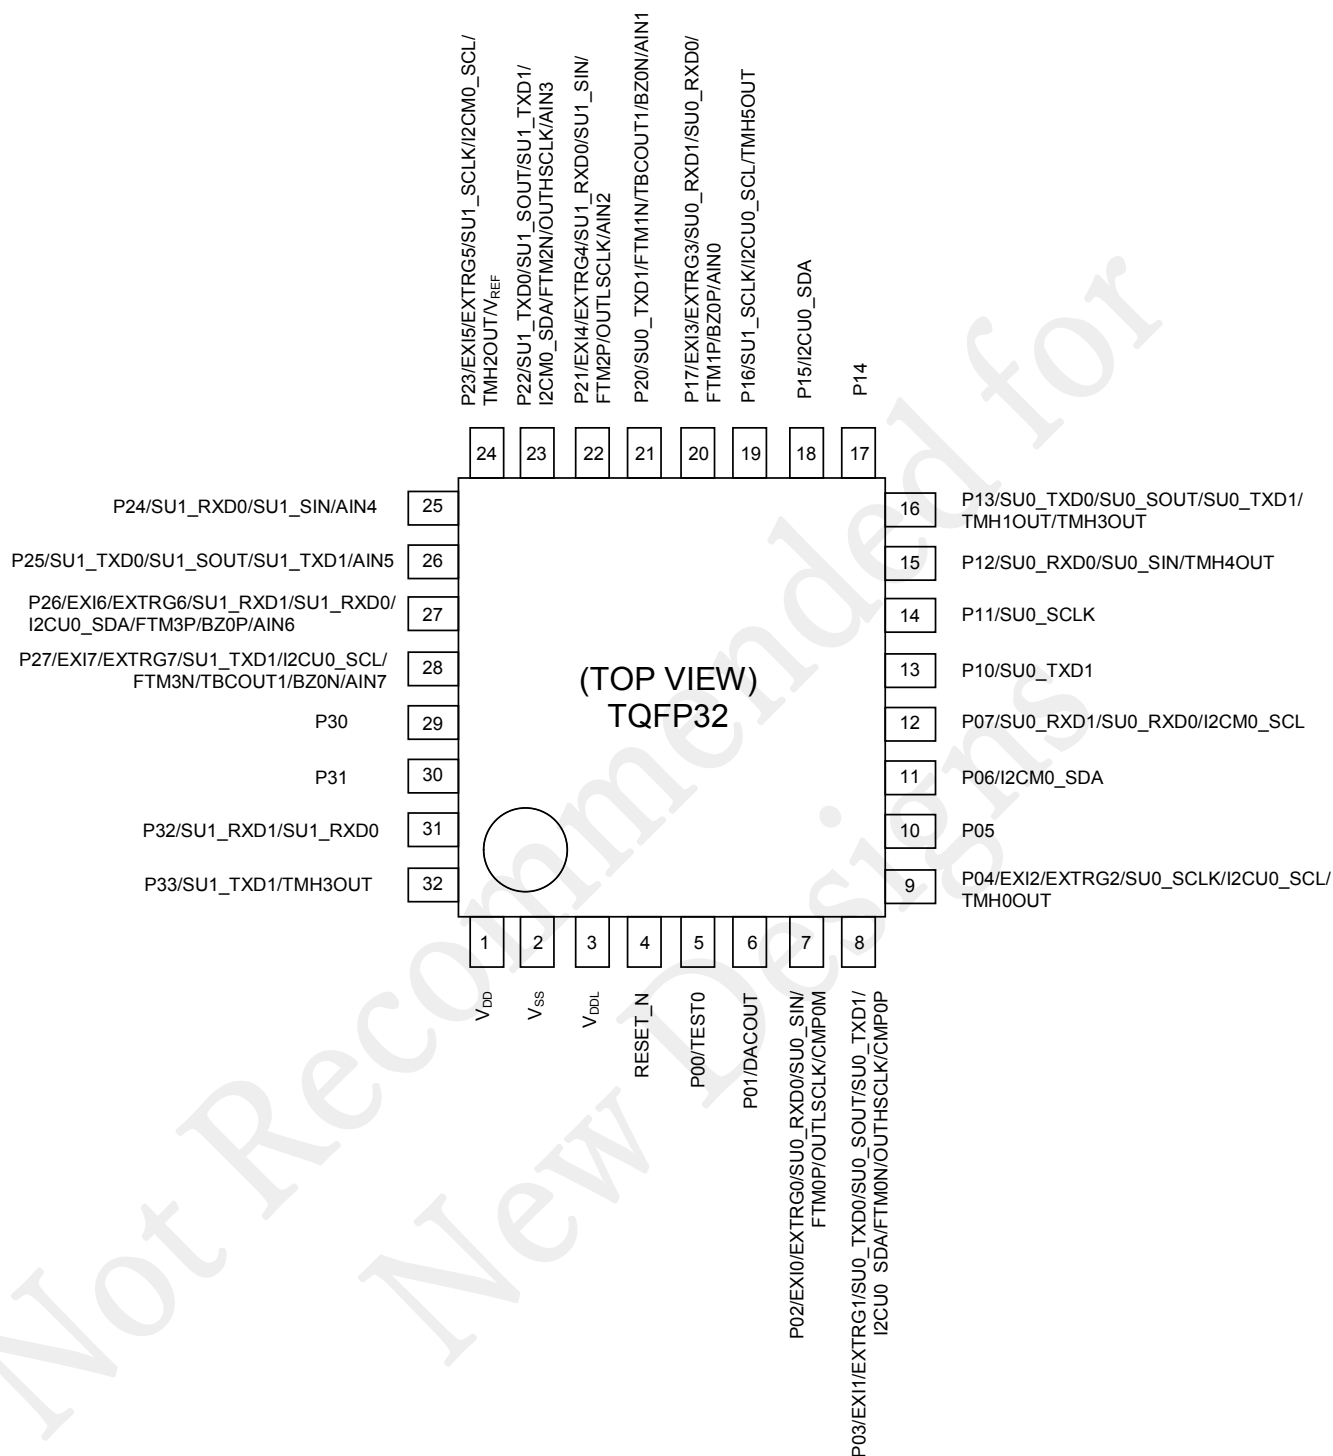 P23/EXI5/EXTRG5/SU1_SCLK/I2CM0_SCL/
TMH2OUT/VREF
P22/SU1_TXD0/SU1_SOUT/SU1_TXD1/
I2CM0_SDA/FTM2N/OUTHSCLK/AIN3
P21/EXI4/EXTRG4/SU1_RXD0/SU1_SIN/
FTM2P/OUTLSCLK/AIN2
P20/SU0_TXD1/FTM1N/TBCOUT1/BZ0N/AIN1
P17/EXI3/EXTRG3/SU0_RXD1/SU0_RXD0/
FTM1P/BZ0P/AIN0
P16/SU1_SCLK/I2CU0_SCL/TMH5OUT
P15/I2CU0_SDA
P14
24 23 22 21 20 19 18 17
P24/SU1_RXD0/SU1_SIN/AIN4
25
P25/SU1_TXD0/SU1_SOUT/SU1_TXD1/AIN5
26
P26/EXI6/EXTRG6/SU1_RXD1/SU1_RXD0/
I2CU0_SDA/FTM3P/BZ0P/AIN6
27
P27/EXI7/EXTRG7/SU1_TXD1/I2CU0_SCL/
FTM3N/TBCOUT1/BZ0N/AIN7
28
P30
29
P31
30
P32/SU1_RXD1/SU1_RXD0
31
P33/SU1_TXD1/TMH3OUT
32
(TOP VIEW)
TQFP32
16
P13/SU0_TXD0/SU0_SOUT/SU0_TXD1/
TMH1OUT/TMH3OUT
15
P12/SU0_RXD0/SU0_SIN/TMH4OUT
14
P11/SU0_SCLK
13
P10/SU0_TXD1
12
P07/SU0_RXD1/SU0_RXD0/I2CM0_SCL
11
P06/I2CM0_SDA
10
P05
9
P04/EXI2/EXTRG2/SU0_SCLK/I2CU0_SCL/
TMH0OUT
1 2 3 4 5 6 7 8
VDD
VSS
VDDL
RESET_N
P00/TEST0
P01/DACOUT
P02/EXI0/EXTRG0/SU0_RXD0/SU0_SIN/
FTM0P/OUTLSCLK/CMP0M
P03/EXI1/EXTRG1/SU0_TXD0/SU0_SOUT/SU0_TXD1/
I2CU0_SDA/FTM0N/OUTHSCLK/CMP0P
Not Recommended for
New Designs